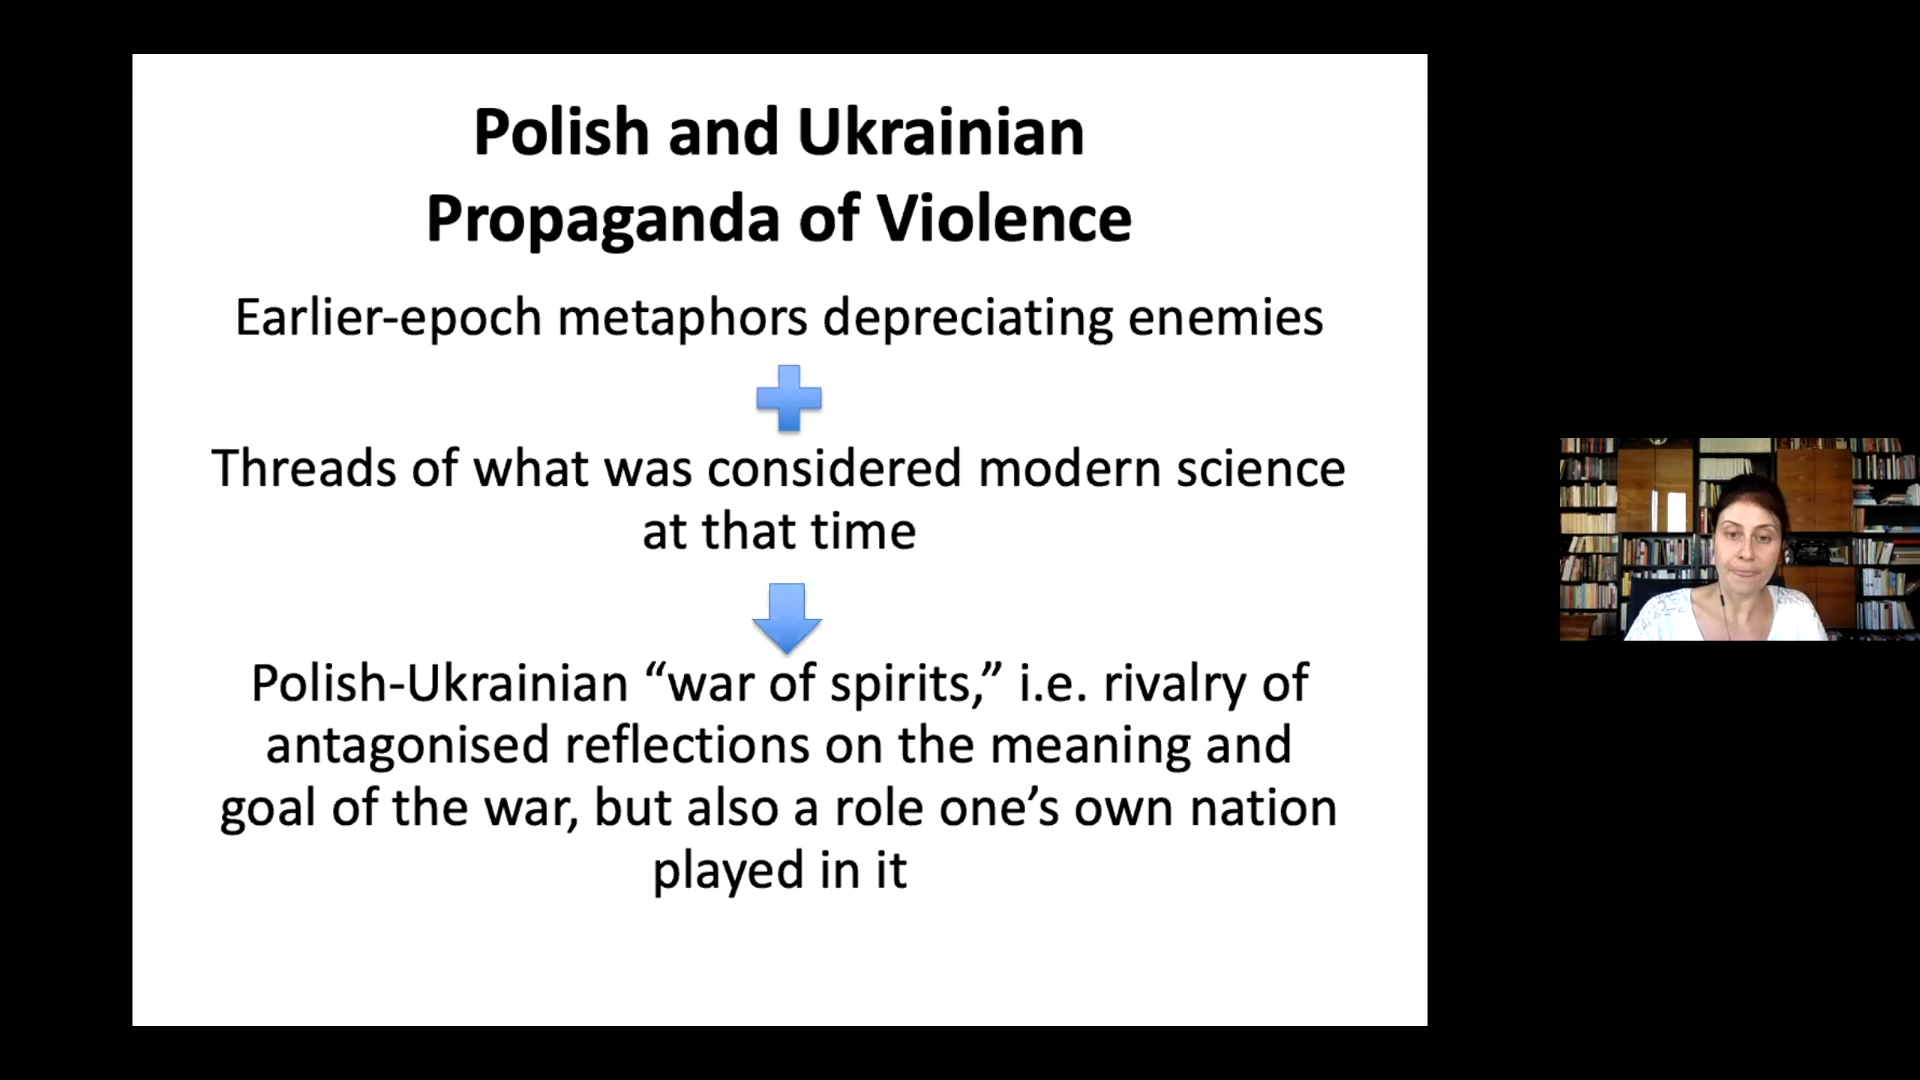 Polish and Ukrainian
Propaganda of Violence
Earlier-epoch metaphors depreciating enemies
Threads of what was considered modern science
at that time
Polish-Ukrainian “war of spirits,” i.e. rivalry of
antagonised reflections on the meaning and
goal of the war, but also a role one’s own nation
played in it